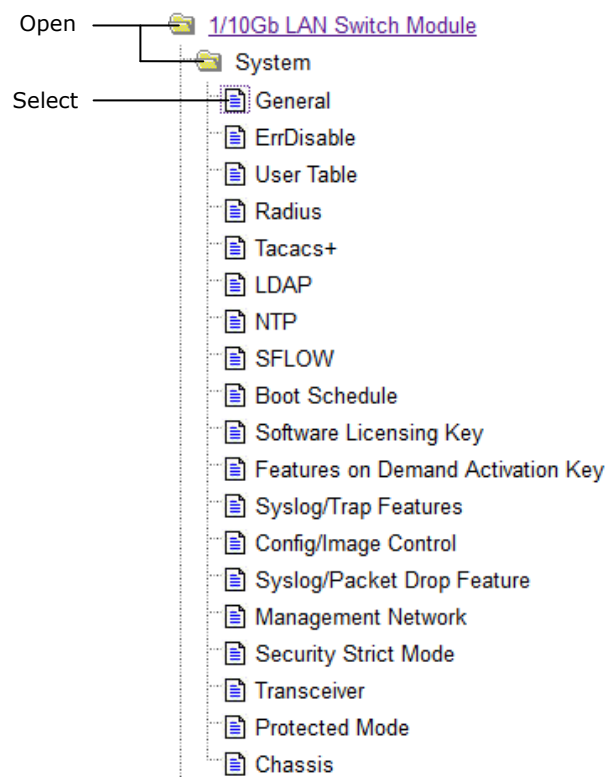 Open 1/10Gb LAN Switch Module
System
Select General
ErrDisable
User Table
Radius
Tacacs+
LDAP
NTP
SFLOW
Boot Schedule
Software Licensing Key
Features on Demand Activation Key
Syslog/Trap Features
Config/Image Control
Syslog/Packet Drop Feature
Management Network
Security Strict Mode
Transceiver
Protected Mode
Chassis